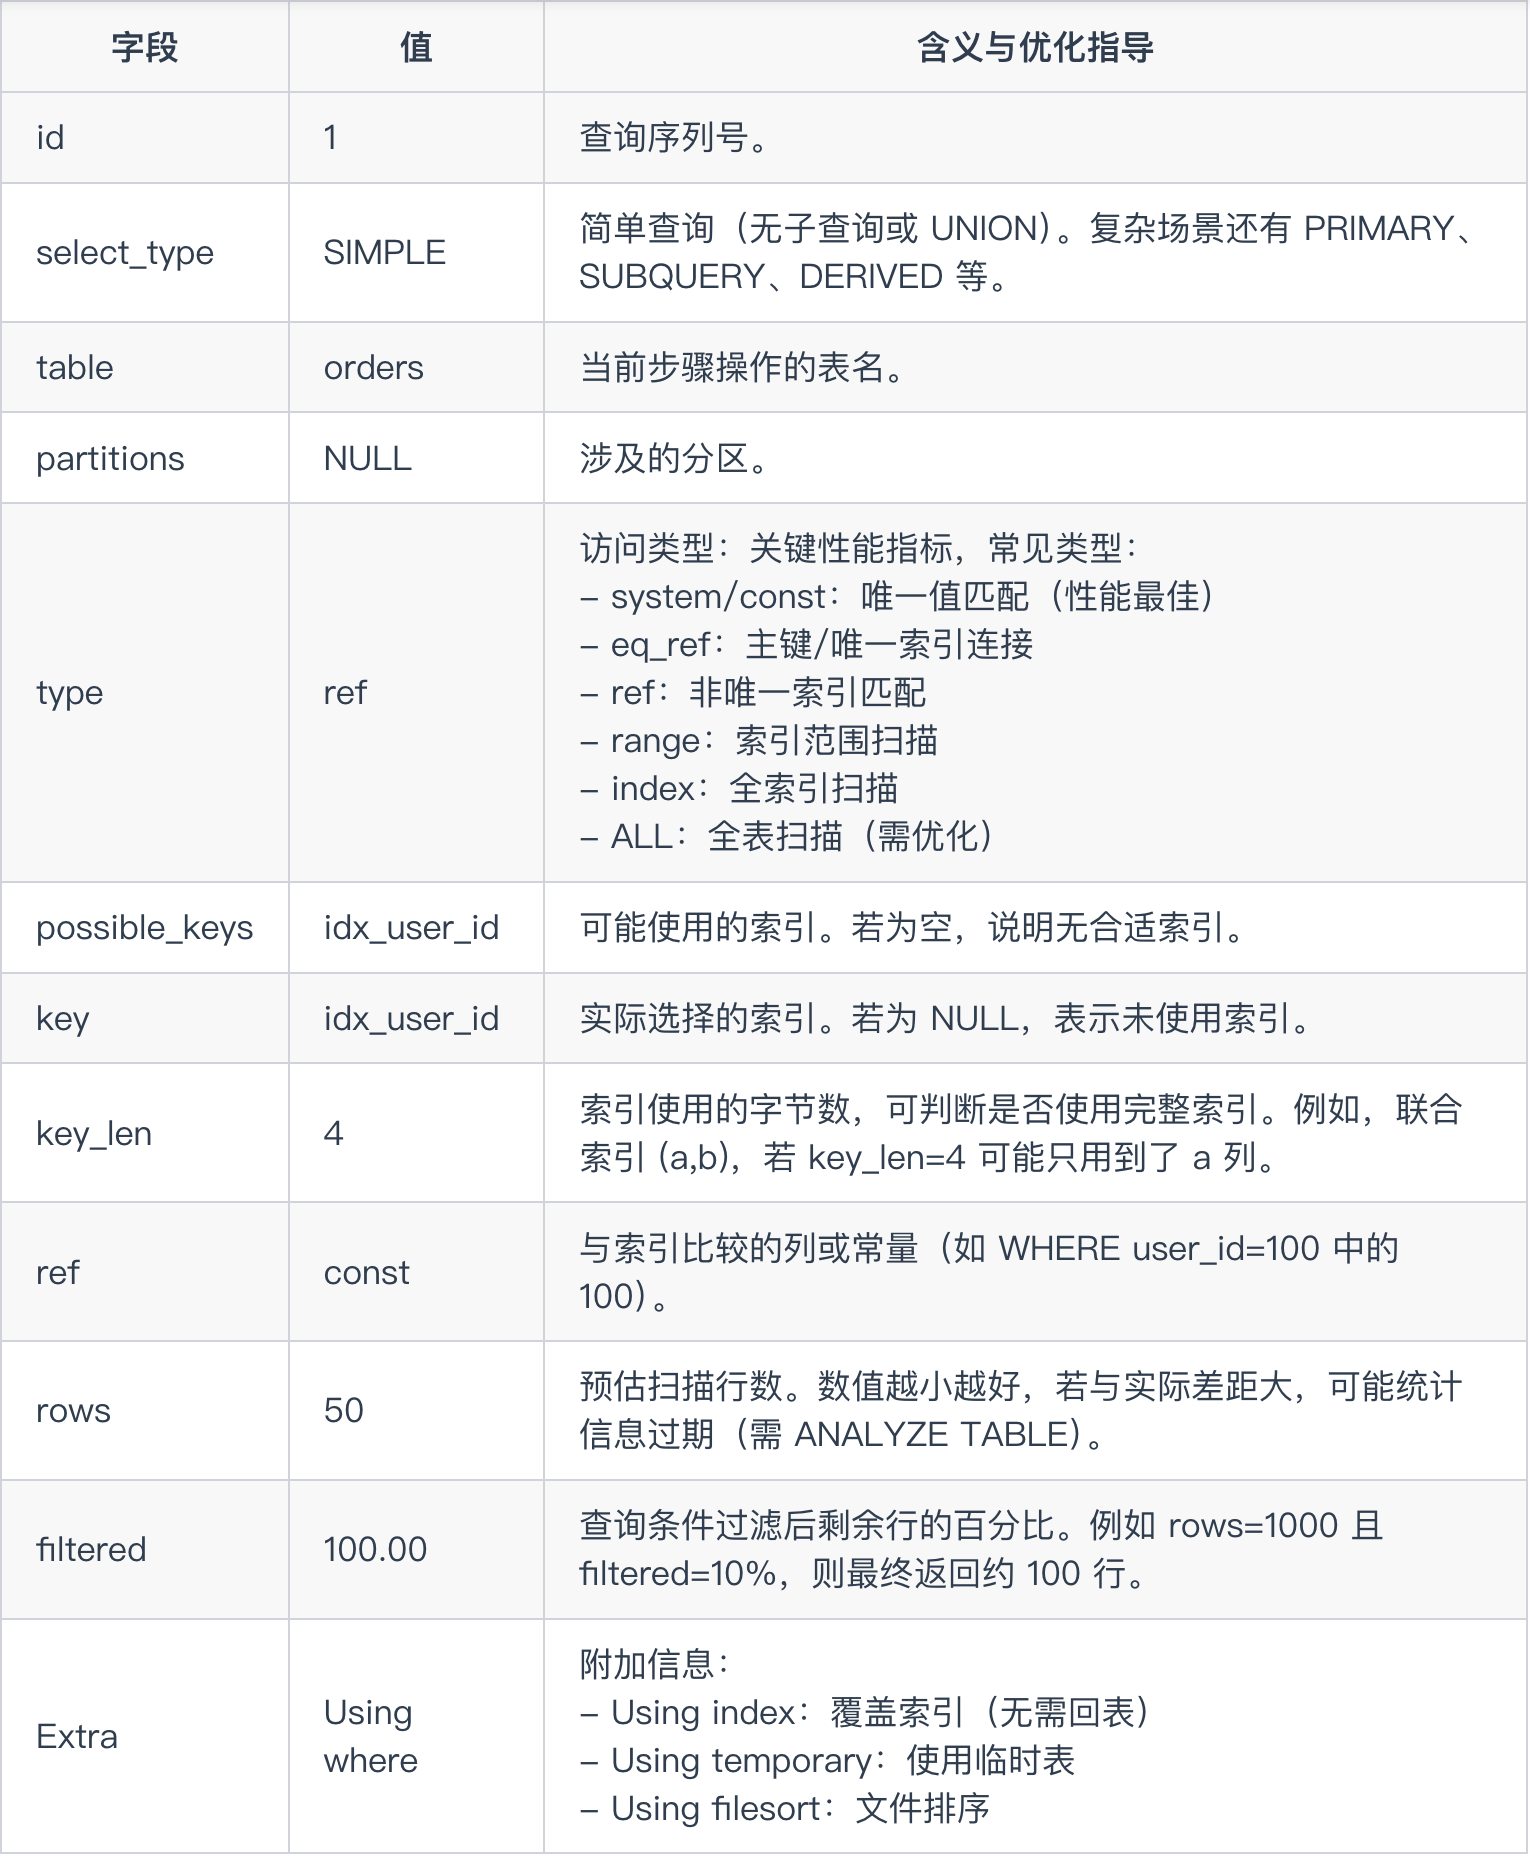 字段 值 含义与优化指导
id 1 查询序列号。
select_type SIMPLE 简单查询（无子查询或 UNION）。复杂场景还有 PRIMARY、
SUBQUERY、DERIVED 等。
table orders 当前步骤操作的表名。
partitions NULL 涉及的分区。
type ref 访问类型：关键性能指标，常见类型：
– system/const：唯一值匹配（性能最佳）
– eq_ref：主键/唯一索引连接
– ref：非唯一索引匹配
– range：索引范围扫描
– index：全索引扫描
– ALL：全表扫描（需优化）
possible_keys idx_user_id 可能使用的索引。若为空，说明无合适索引。
key idx_user_id 实际选择的索引。若为 NULL，表示未使用索引。
key_len 4 索引使用的字节数，可判断是否使用完整索引。例如，联合
索引 (a,b)，若 key_len=4 可能只用到了 a 列。
ref const 与索引比较的列或常量（如 WHERE user_id=100 中的
100）。
rows 50 预估扫描行数。数值越小越好，若与实际差距大，可能统计
信息过期（需 ANALYZE TABLE）。
filtered 100.00 查询条件过滤后剩余行的百分比。例如 rows=1000 且
filtered=10%，则最终返回约 100 行。
Extra Using
where 附加信息：
– Using index：覆盖索引（无需回表）
– Using temporary：使用临时表
– Using filesort：文件排序